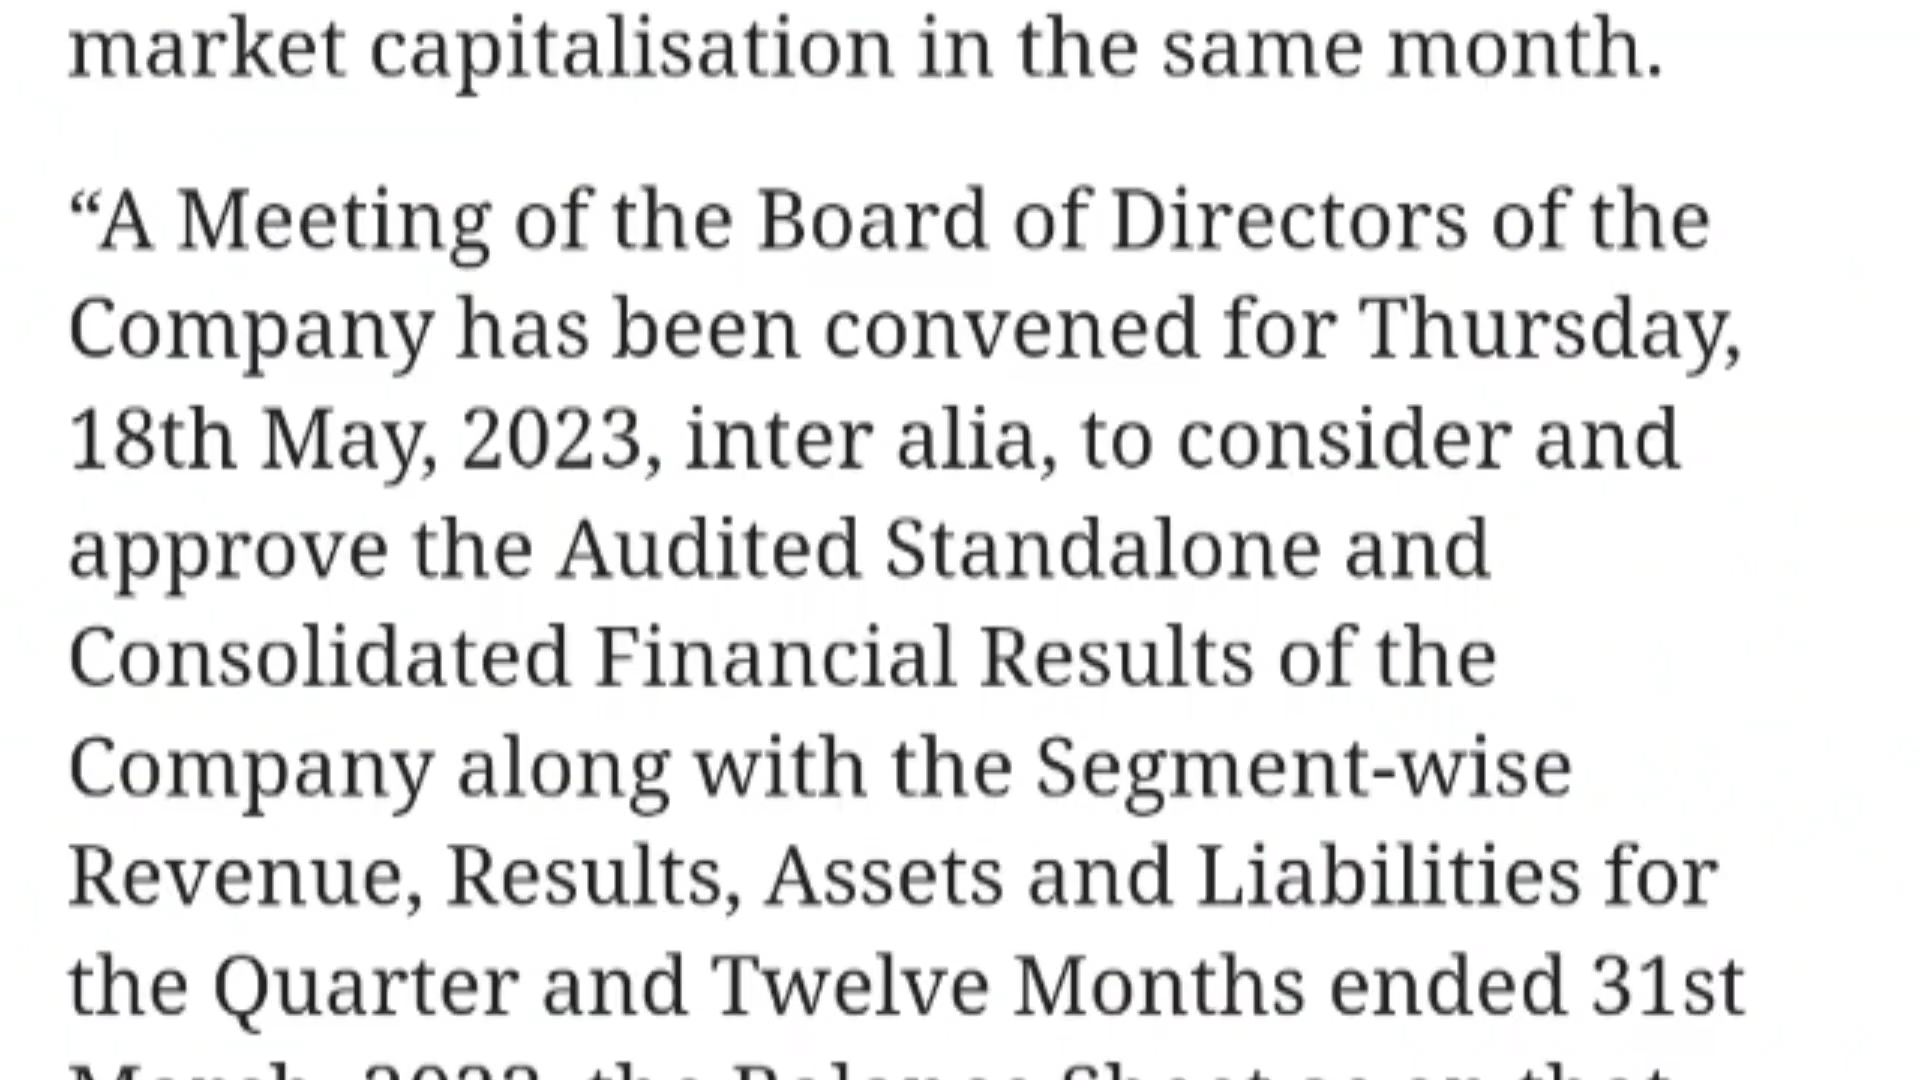 market capitalisation in the same month.
“A Meeting of the Board of Directors of the
Company has been convened for Thursday,
18th May, 2023, inter alia, to consider and
approve the Audited Standalone and
Consolidated Financial Results of the
Company along with the Segment-wise
Revenue, Results, Assets and Liabilities for
the Quarter and Twelve Months ended 31st